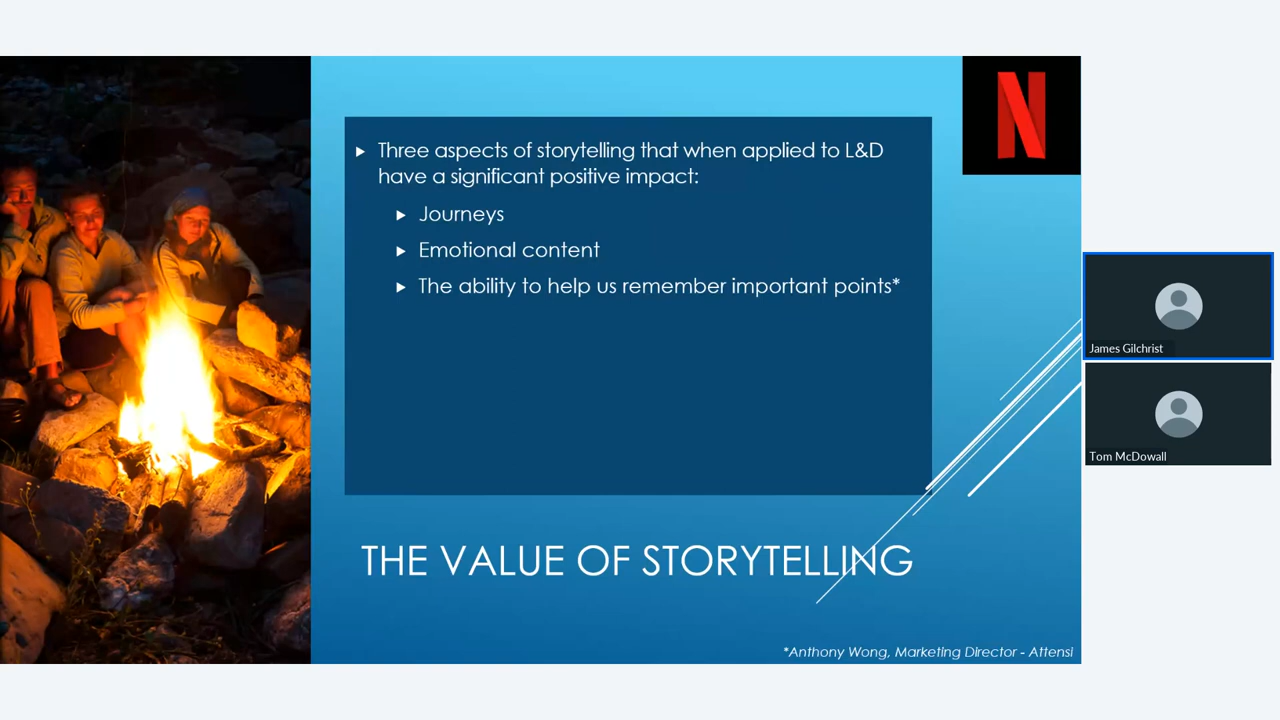 N
Three aspects of storytelling that when applied to L&D
have a significant positive impact:
Journeys
Emotional content
The ability to help us remember important points*
THE VALUE OF STORYTELLING
*Anthony Wong, Marketing Director - Attensi
James Gilchrist
Tom McDowall